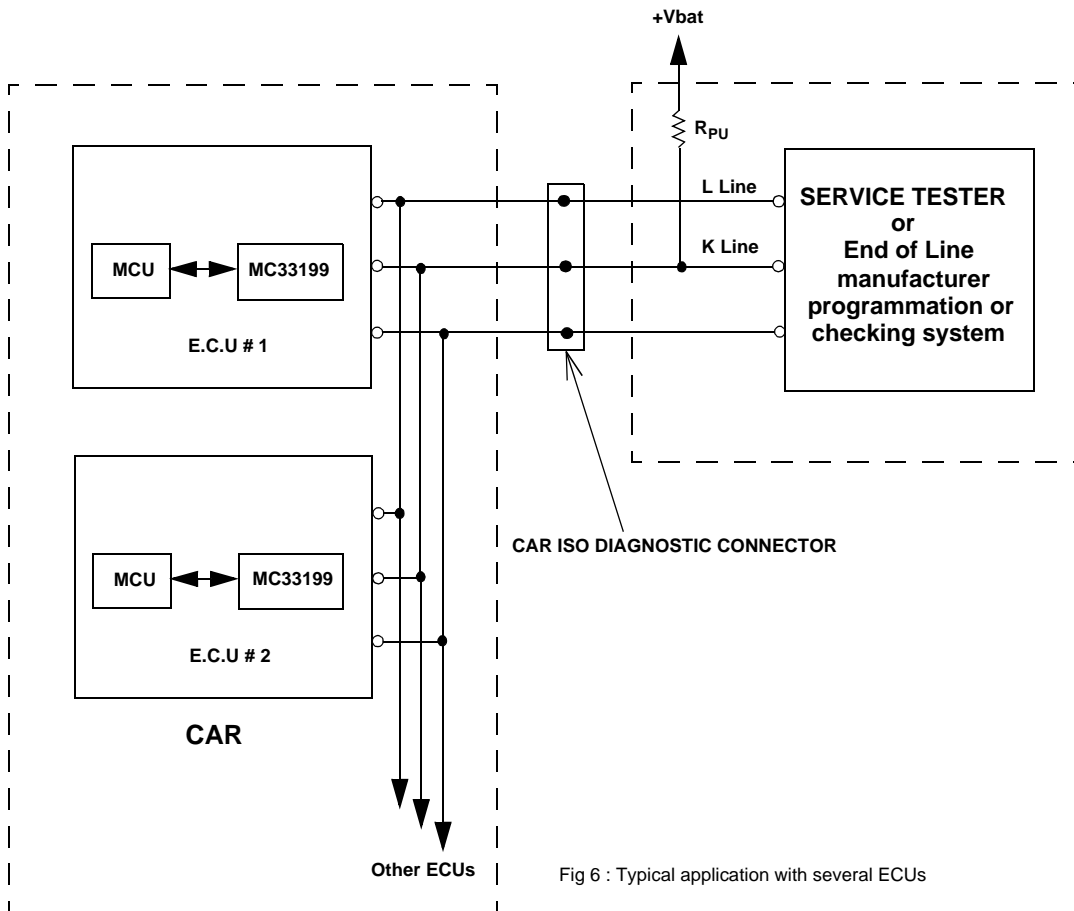 +Vbat
R_PU
L Line
K Line
SERVICE TESTER
or
End of Line
manufacturer
programmation or
checking system
MCU
MC33199
E.C.U # 1
CAR ISO DIAGNOSTIC CONNECTOR
MCU
MC33199
E.C.U # 2
CAR
Other ECUs
Fig 6 : Typical application with several ECUs